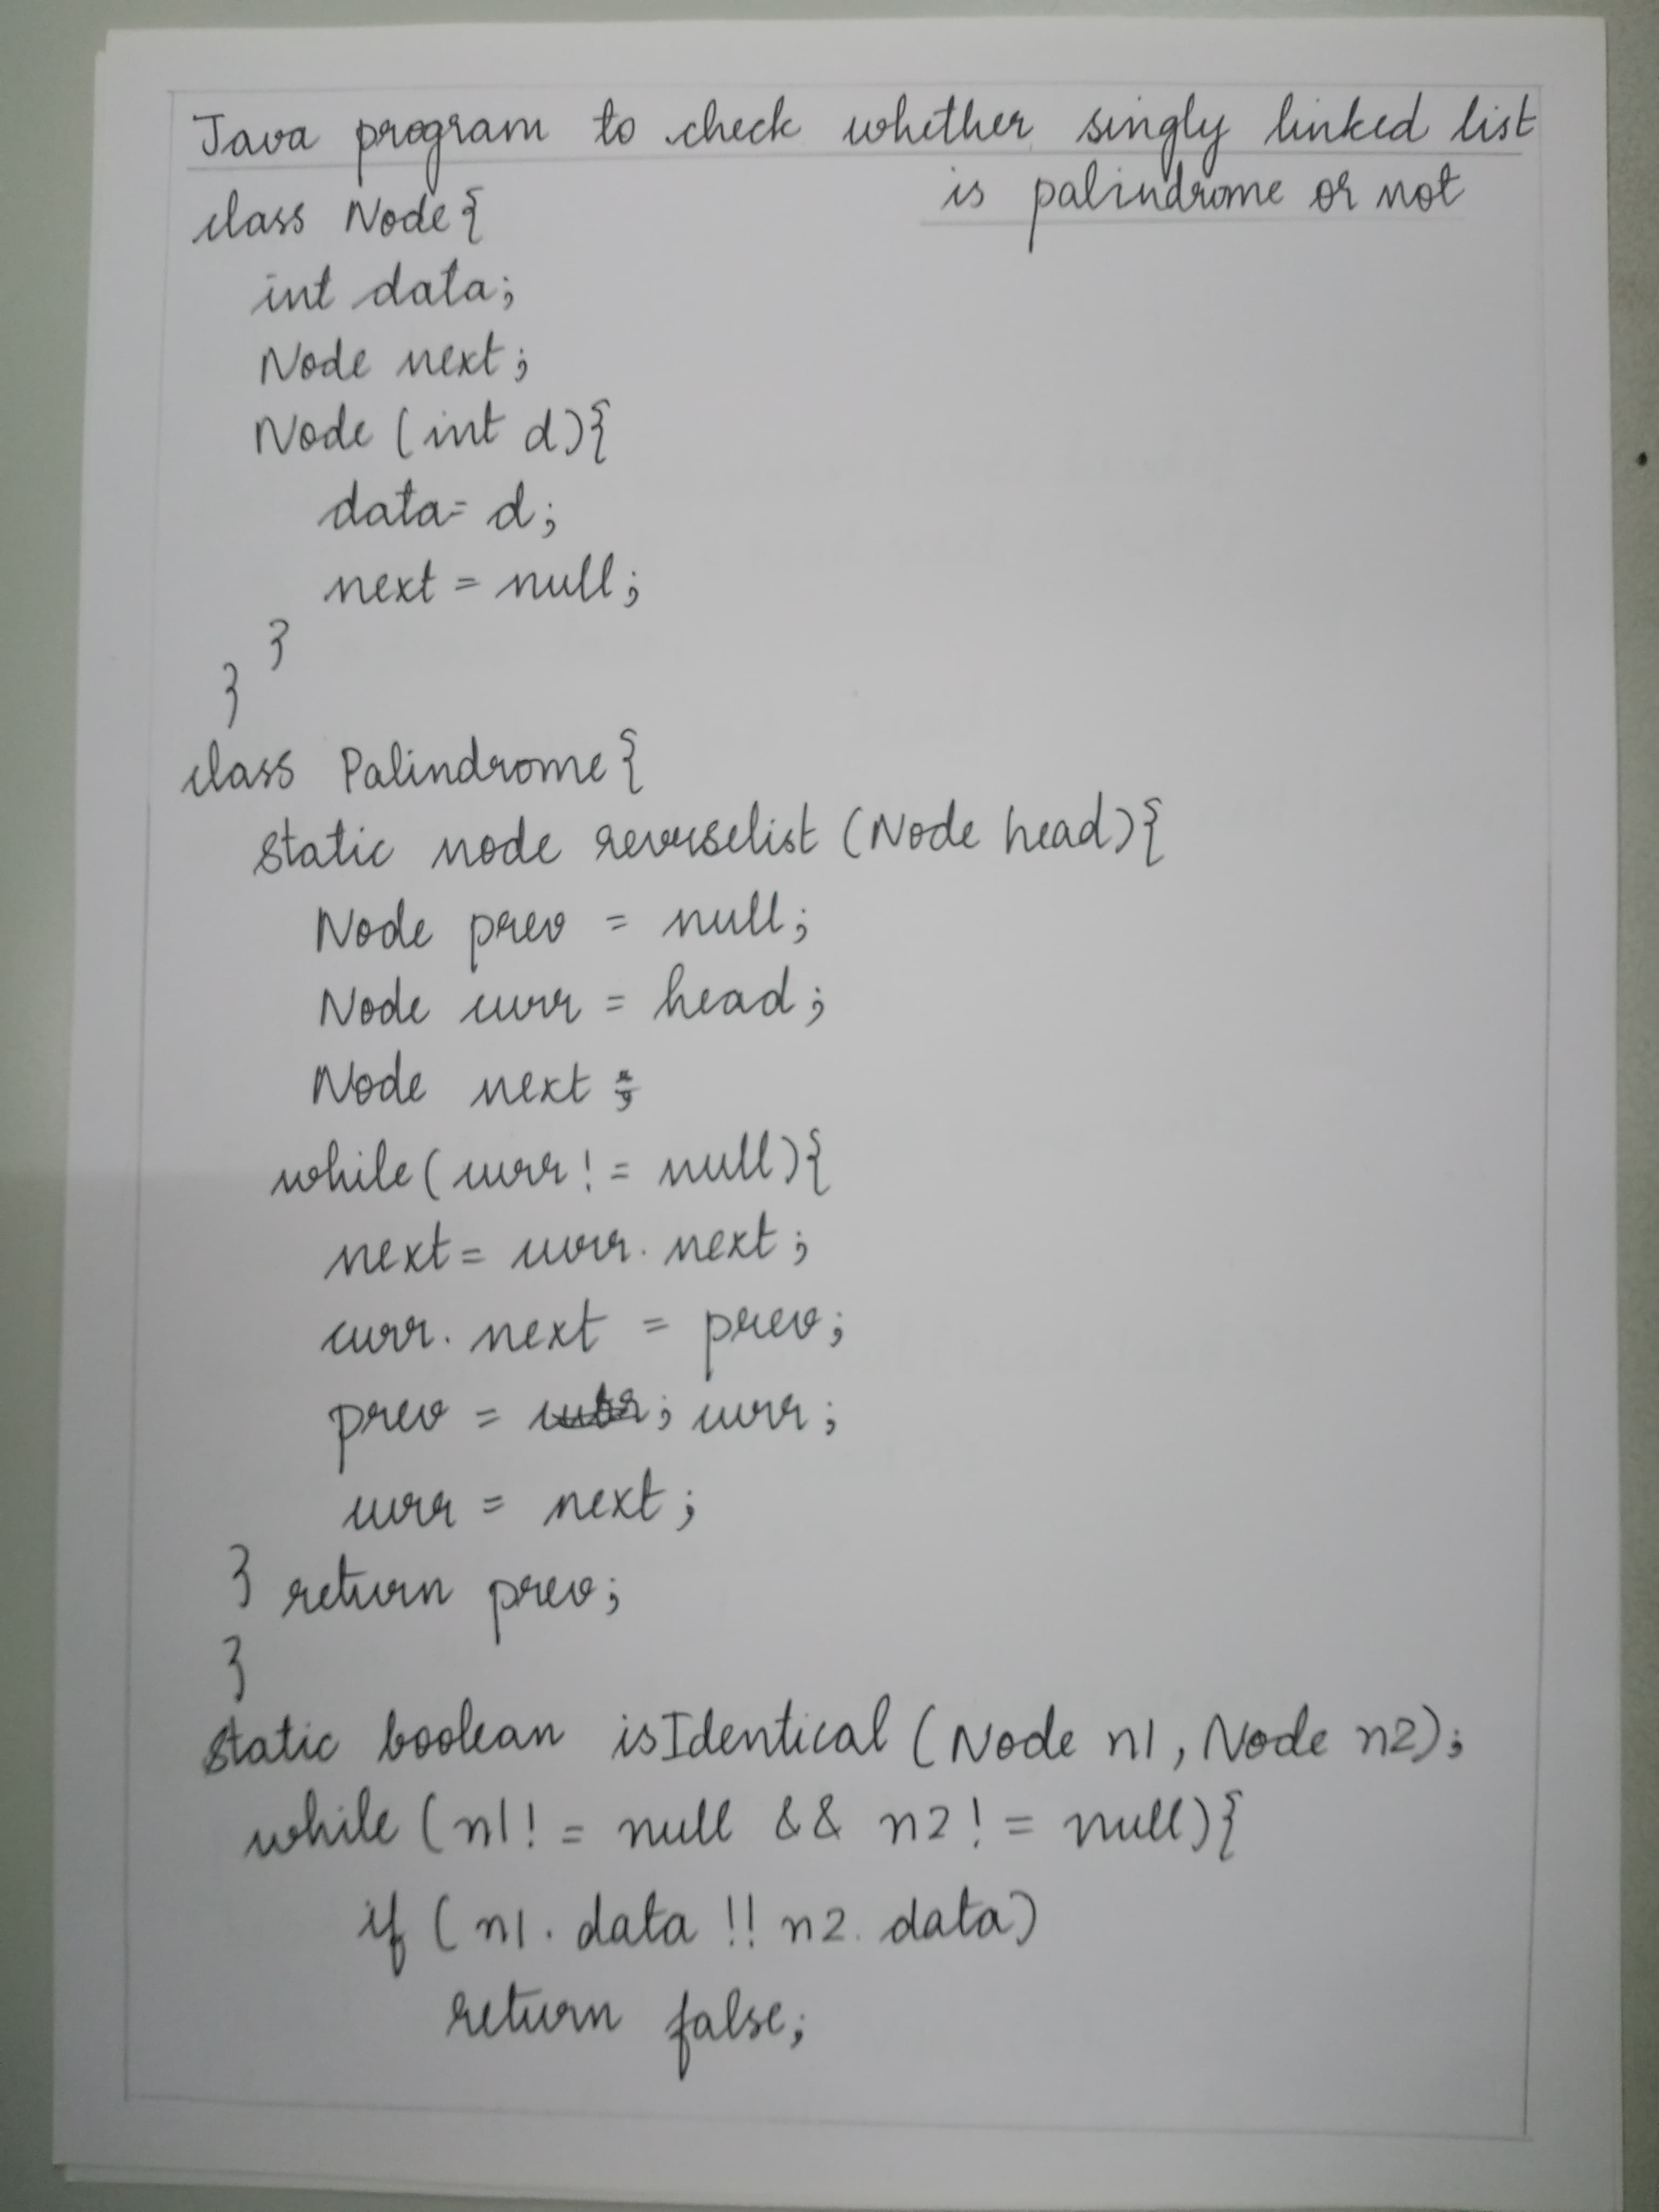 Java program to check whether singly linked list
is palindrome or not
class Node{
int data;
Node next;
Node (int d){
data= d;
next = null;
}
}
class Palindrome{
static node reverselist (Node head){
Node prev = null;
Node curr = head;
Node next ;
while(curr != null){
next= curr. next;
curr. next = prev;
prev = ; curr;
curr = next;
} return prev;
}
static boolean isIdentical (Node n1, Node n2);
while (n1! = null && n2! = null){
if (n1. data !! n2. data)
return false;